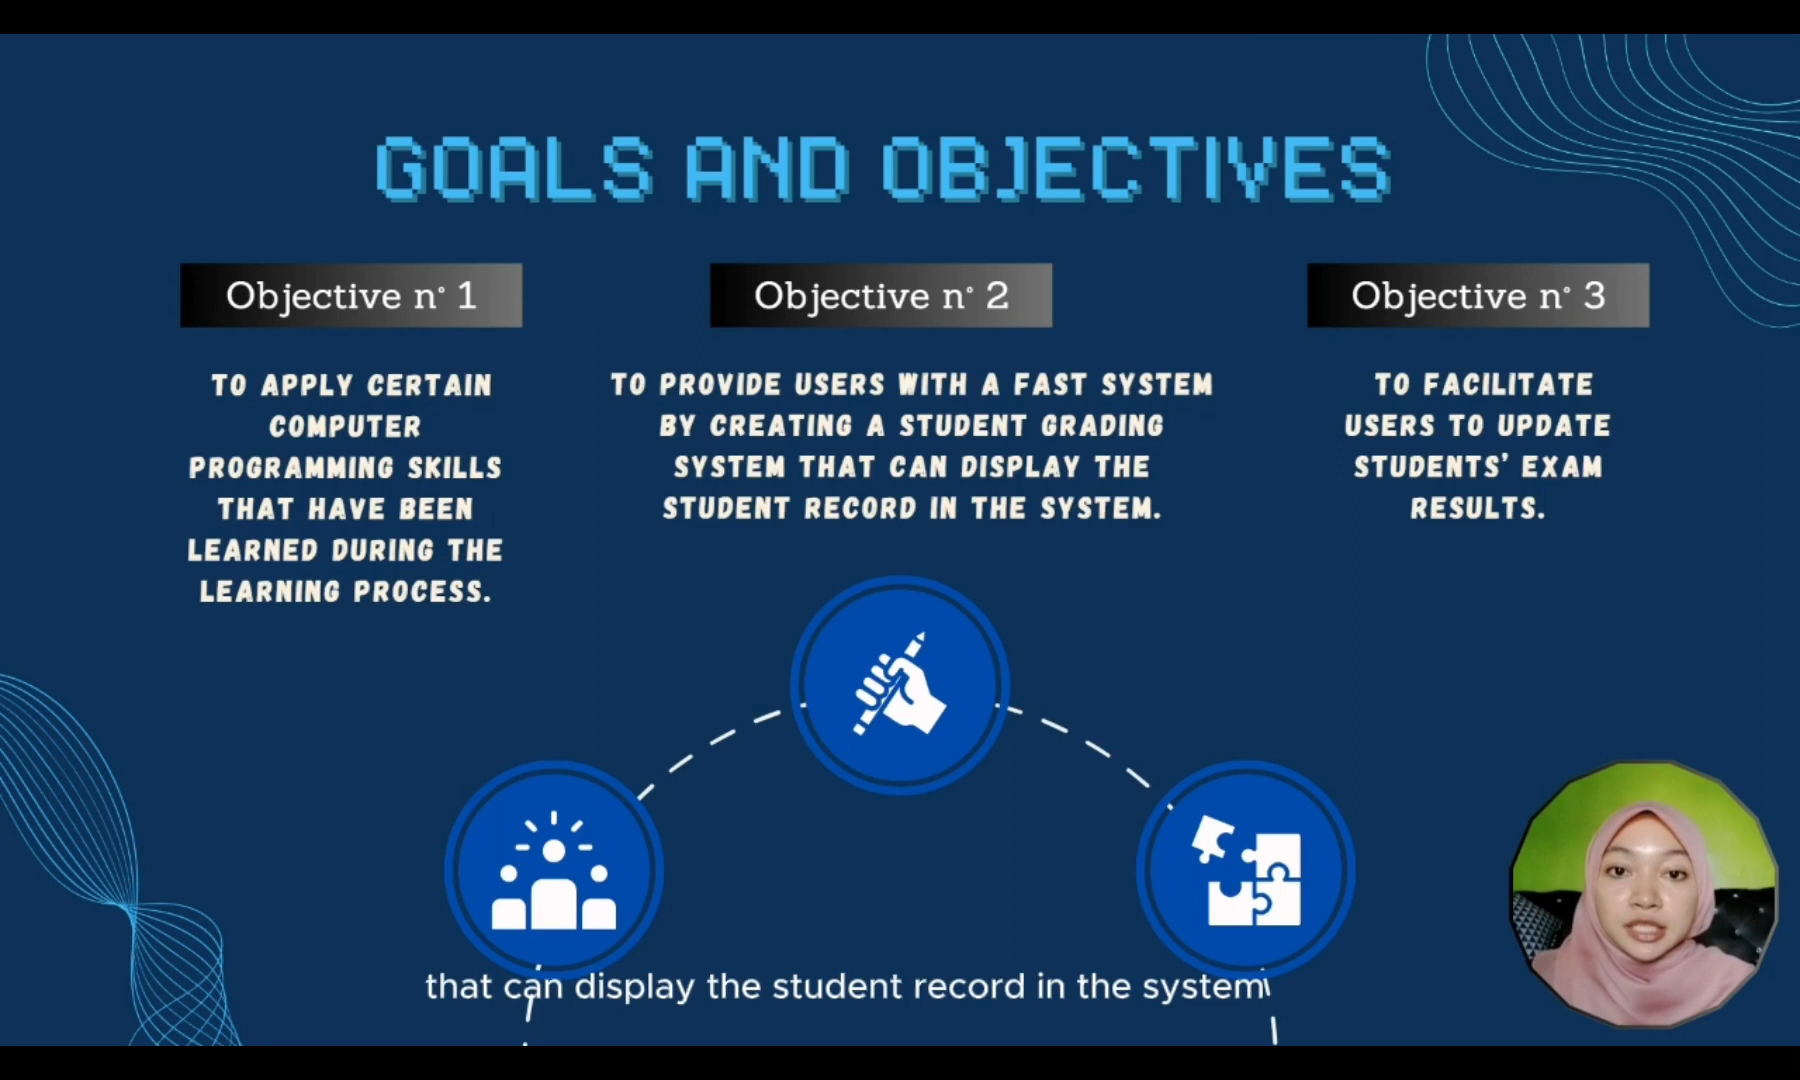 GOALS AND OBJECTIVES
Objective n° 1
TO APPLY CERTAIN
COMPUTER
PROGRAMMING SKILLS
THAT HAVE BEEN
LEARNED DURING THE
LEARNING PROCESS.
Objective n° 2
TO PROVIDE USERS WITH A FAST SYSTEM
BY CREATING A STUDENT GRADING
SYSTEM THAT CAN DISPLAY THE
STUDENT RECORD IN THE SYSTEM.
Objective n° 3
TO FACILITATE
USERS TO UPDATE
STUDENTS’ EXAM
RESULTS.
that can display the student record in the system